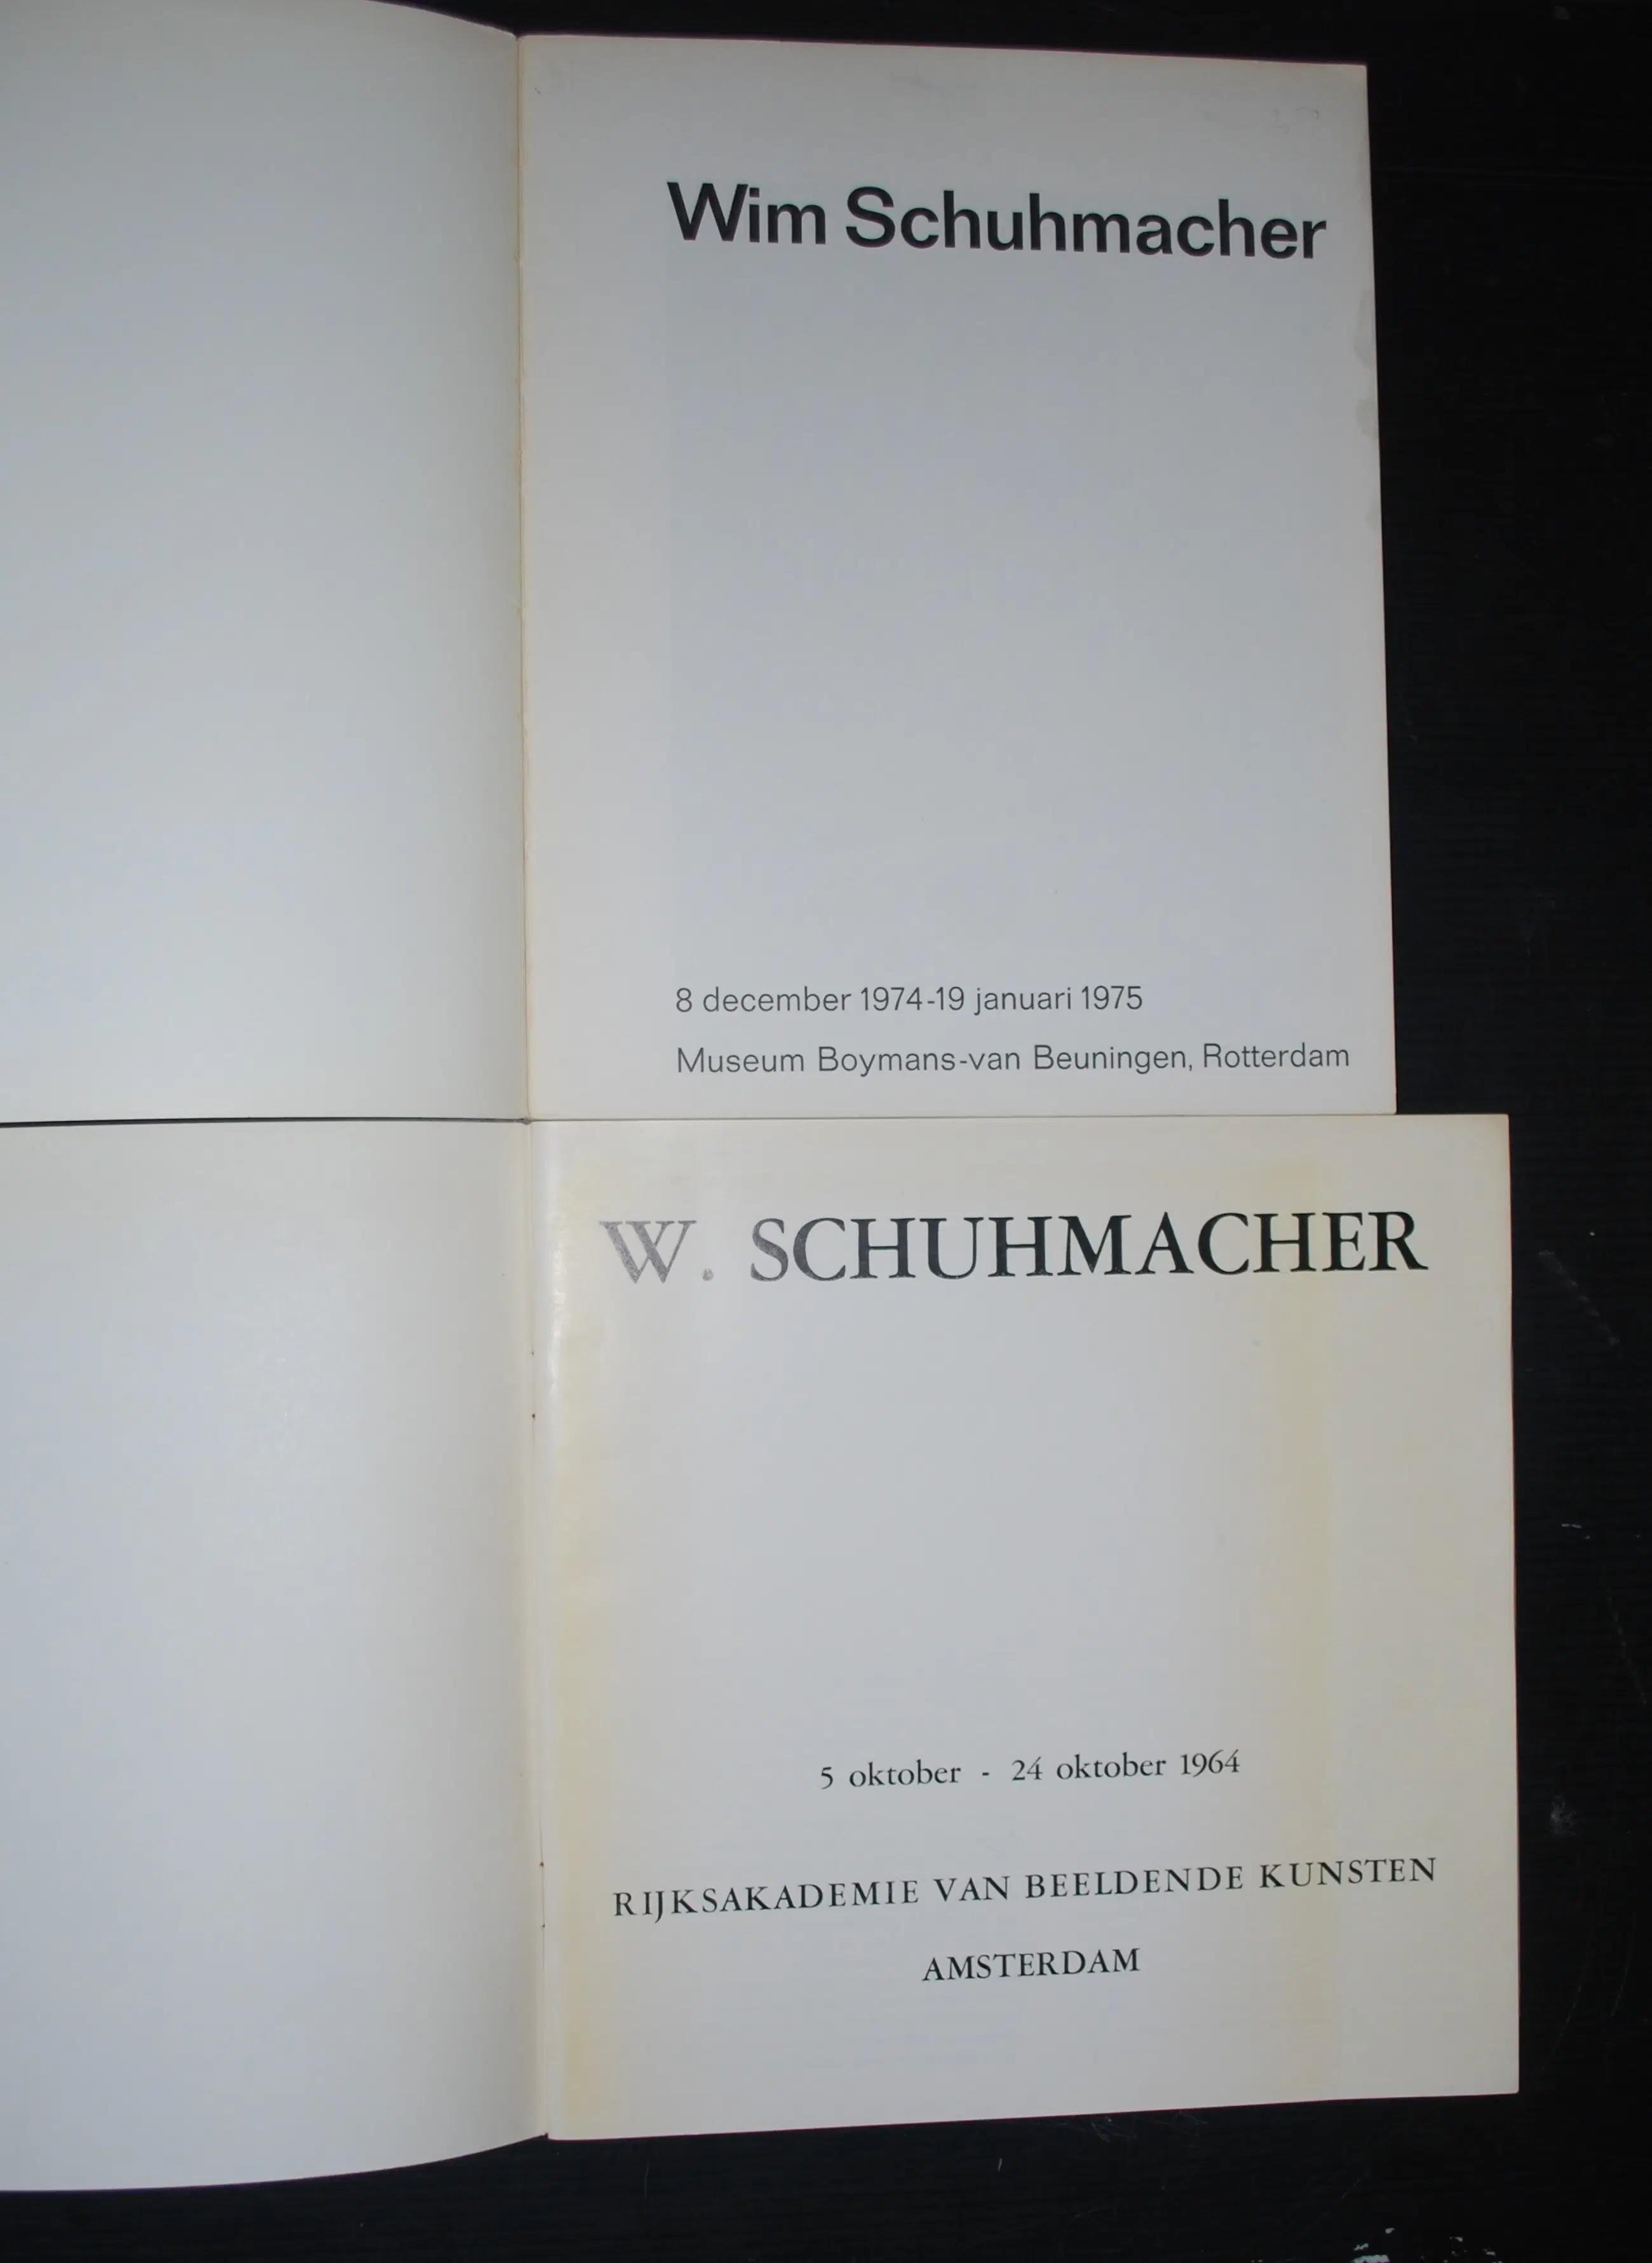 Wim Schuhmacher
8 december 1974-19 januari 1975
Museum Boymans-van Beuningen, Rotterdam
W. SCHUHMACHER
5 oktober - 24 oktober 1964
RIJKSAKADEMIE VAN BEELDENDE KUNSTEN
AMSTERDAM